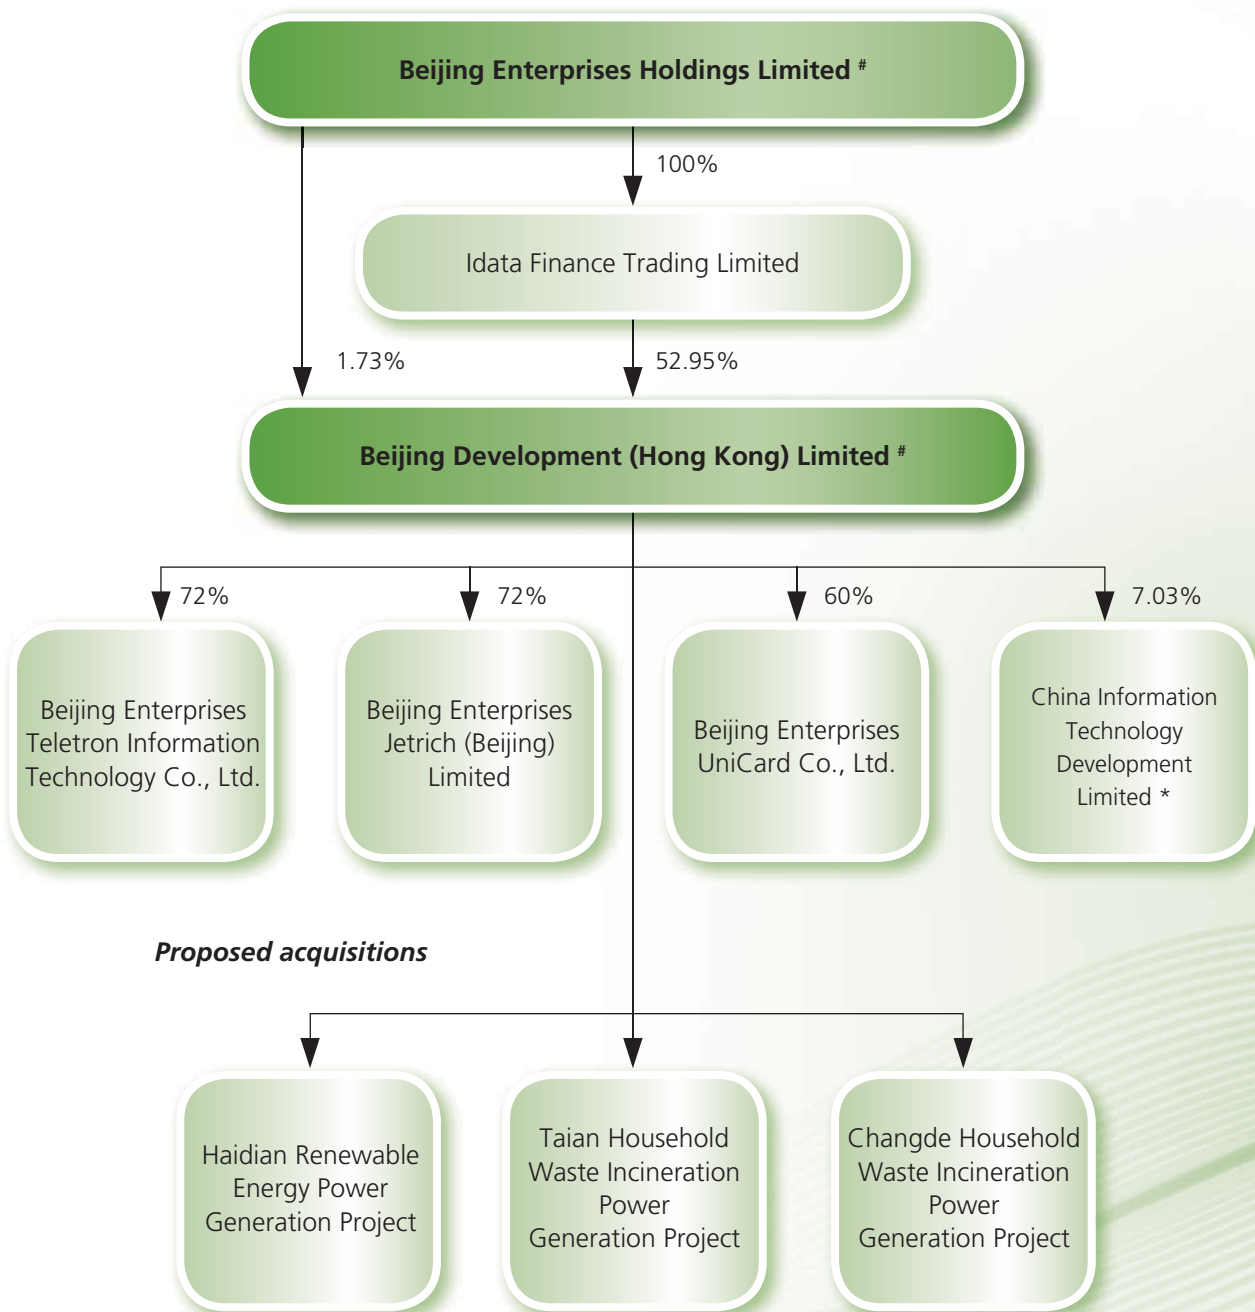 Beijing Enterprises Holdings Limited #
100%
Idata Finance Trading Limited
1.73%
52.95%
Beijing Development (Hong Kong) Limited #
72%
72%
60%
7.03%
Beijing Enterprises
Teletron Information
Technology Co., Ltd.
Beijing Enterprises
Jetrich (Beijing)
Limited
Beijing Enterprises
UniCard Co., Ltd.
China Information
Technology
Development
Limited *
Proposed acquisitions
Haidian Renewable
Energy Power
Generation Project
Taian Household
Waste Incineration
Power
Generation Project
Changde Household
Waste Incineration
Power
Generation Project